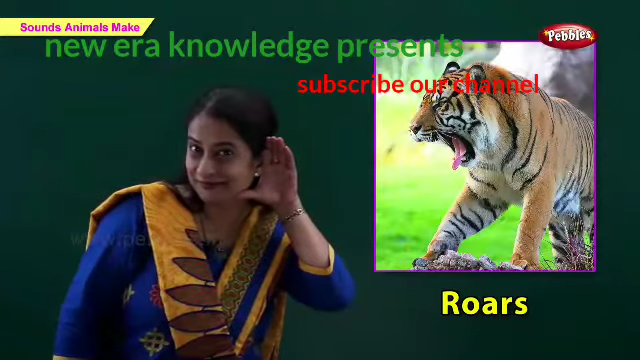 Sounds Animals Make
new era knowledge presents
Pebbles
subscribe our channel
Roars